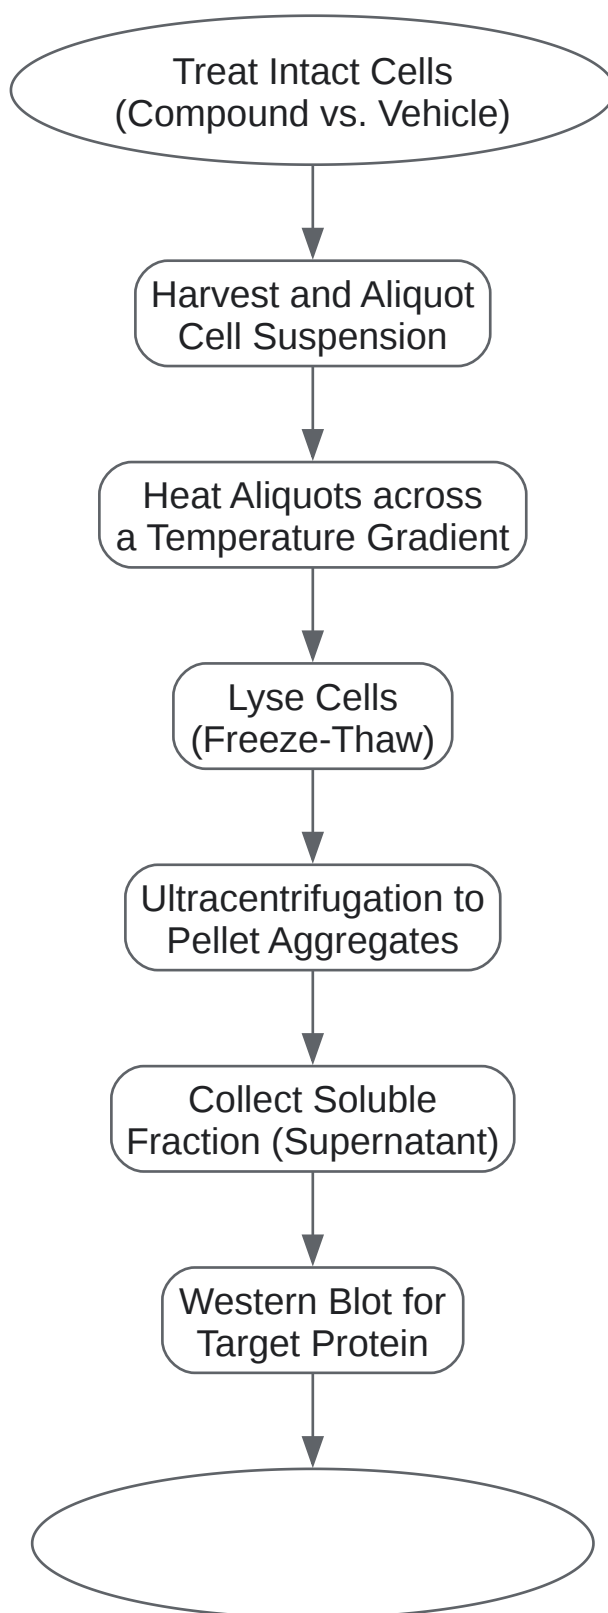 Treat Intact Cells
(Compound vs. Vehicle)
Harvest and Aliquot
Cell Suspension
Heat Aliquots across
a Temperature Gradient
Lyse Cells
(Freeze-Thaw)
Ultracentrifugation to
Pellet Aggregates
Collect Soluble
Fraction (Supernatant)
Western Blot for
Target Protein